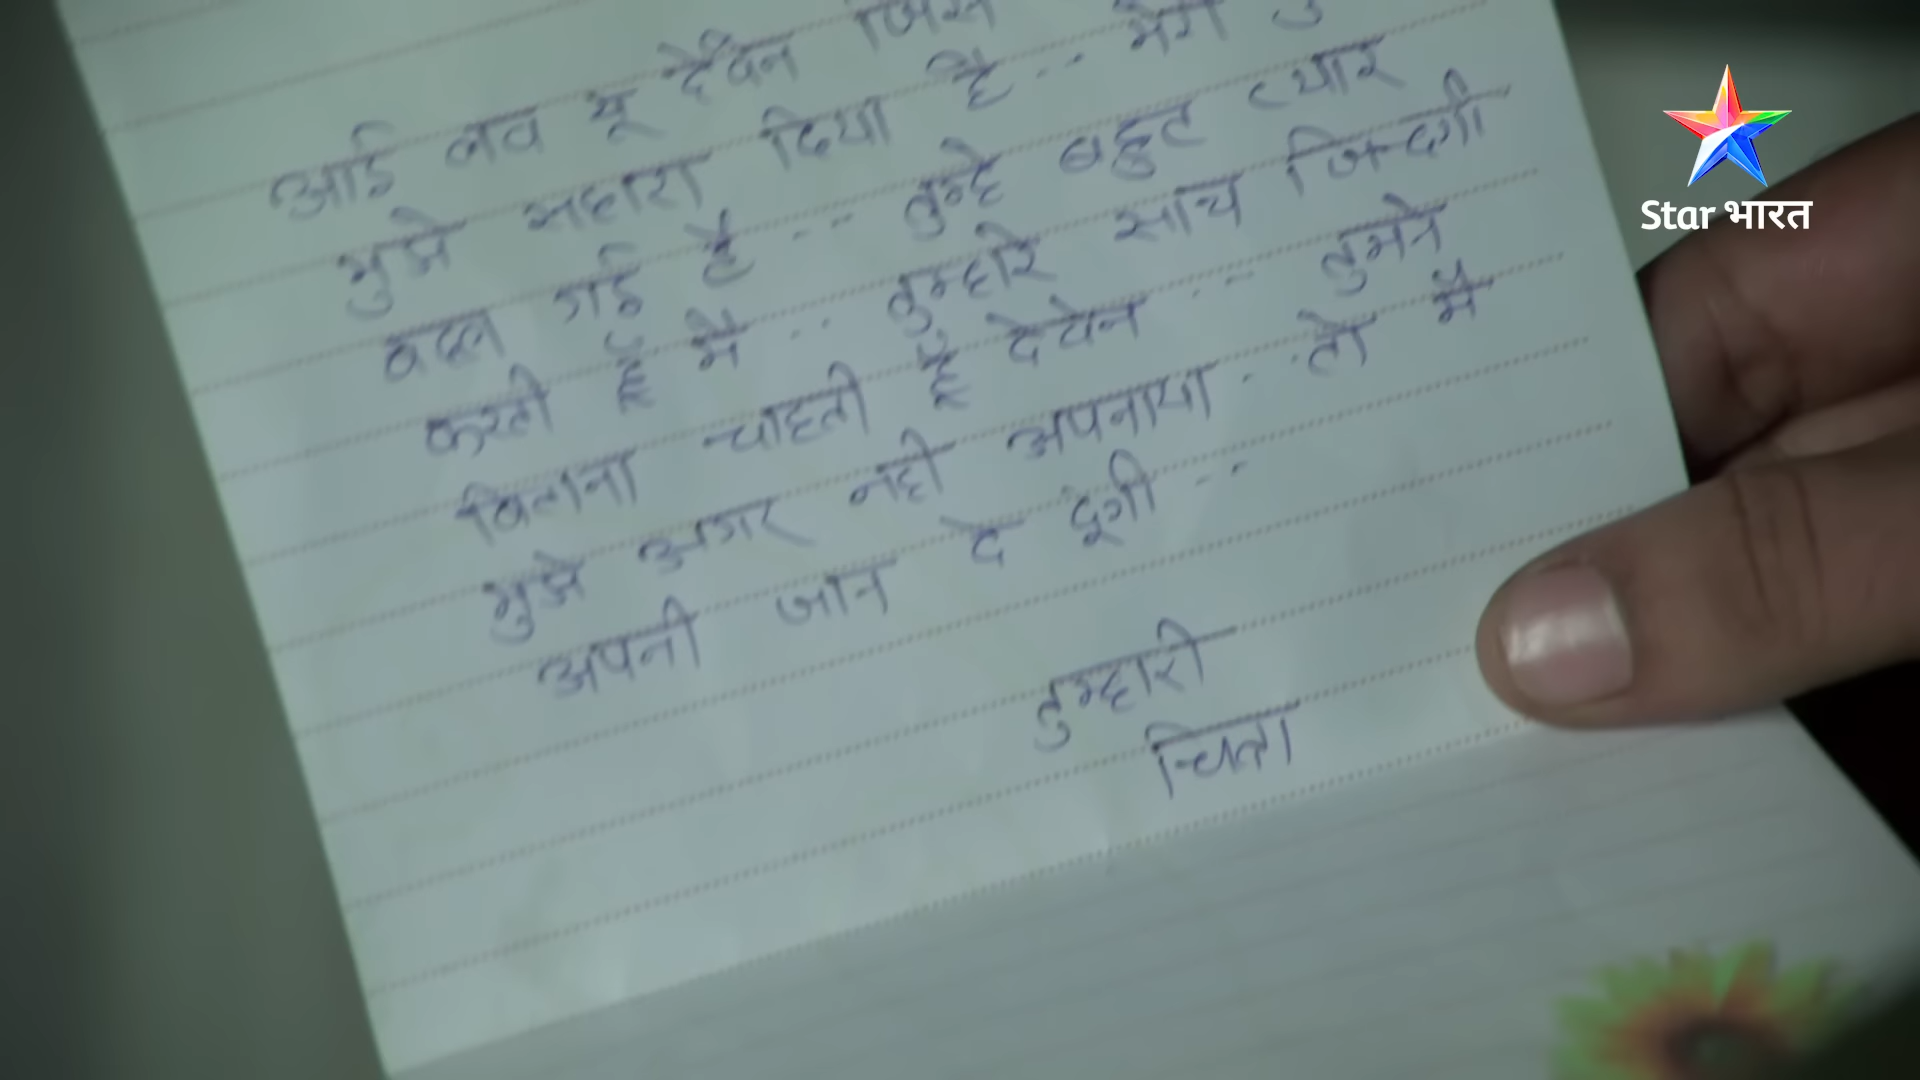 आई लव यू देवेन जिस
मुझे सहारा दिया है.. मेरी
बदल गई है... तुम्हे बहुट प्यार
करती हूँ मै... तुम्हारे साथ जिन्दगी
बिताना चाहती हूँ देवेन... तुमने
मुझे अगर नही अपनाया.. तो मै
अपनी जान दे दूंगी..
तुम्हारी
Star भारत